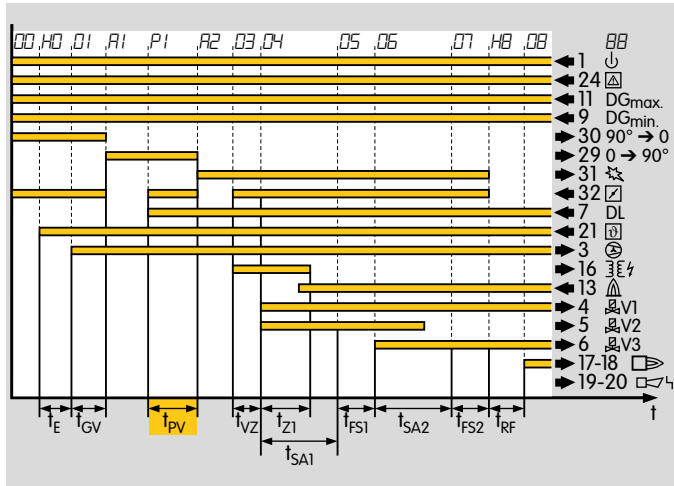 00 H0 01 A1 P1 A2 03 04 05 06 07 H8 08 88
1
24
11 DGmax.
9 DGmin.
30 90° → 0
29 0 → 90°
31
32
7 DL
21 ϑ
3
16
13
4 V1
5 V2
6 V3
17-18
19-20
t
tE tGV tPV tVZ tZ1 tFS1 tSA2 tFS2 tRF
tSA1